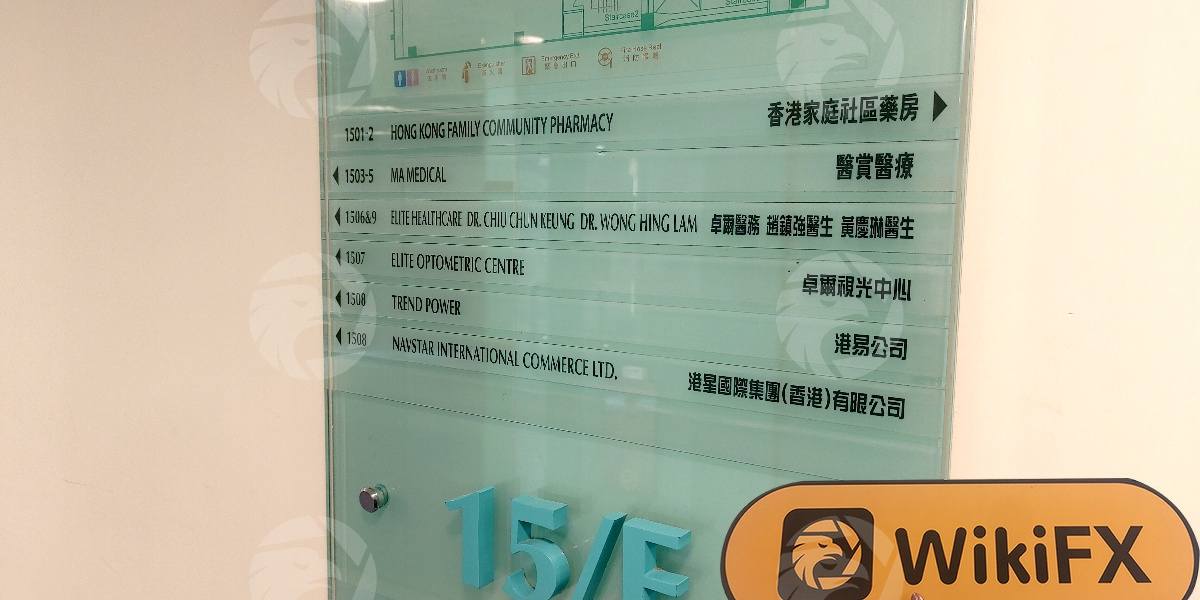 Staircase2
Emergency Exit
1501-2 HONG KONG FAMILY COMMUNITY PHARMACY 香港家庭社區藥房
1503-5 MA MEDICAL 醫賞醫療
1506&9 ELITE HEALTHCARE DR. CHIU CHUN KEUNG DR. WONG HING LAM 卓爾醫務 趙鎮強醫生 黃慶琳醫生
1507 ELITE OPTOMETRIC CENTRE 卓爾視光中心
1508 TREND POWER 港易公司
1508 NAVSTAR INTERNATIONAL COMMERCE LTD. 港星國際集團(香港)有限公司
15/F
WikiFX